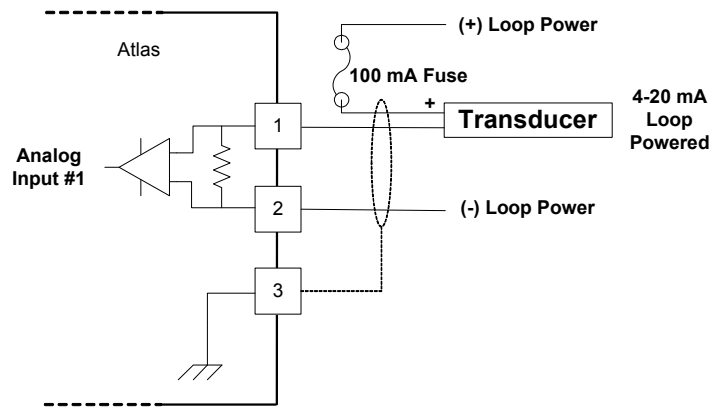 (+) Loop Power
Atlas
100 mA Fuse
+
1
Transducer
4-20 mA
Loop
Powered
Analog
Input #1
2
(-) Loop Power
3